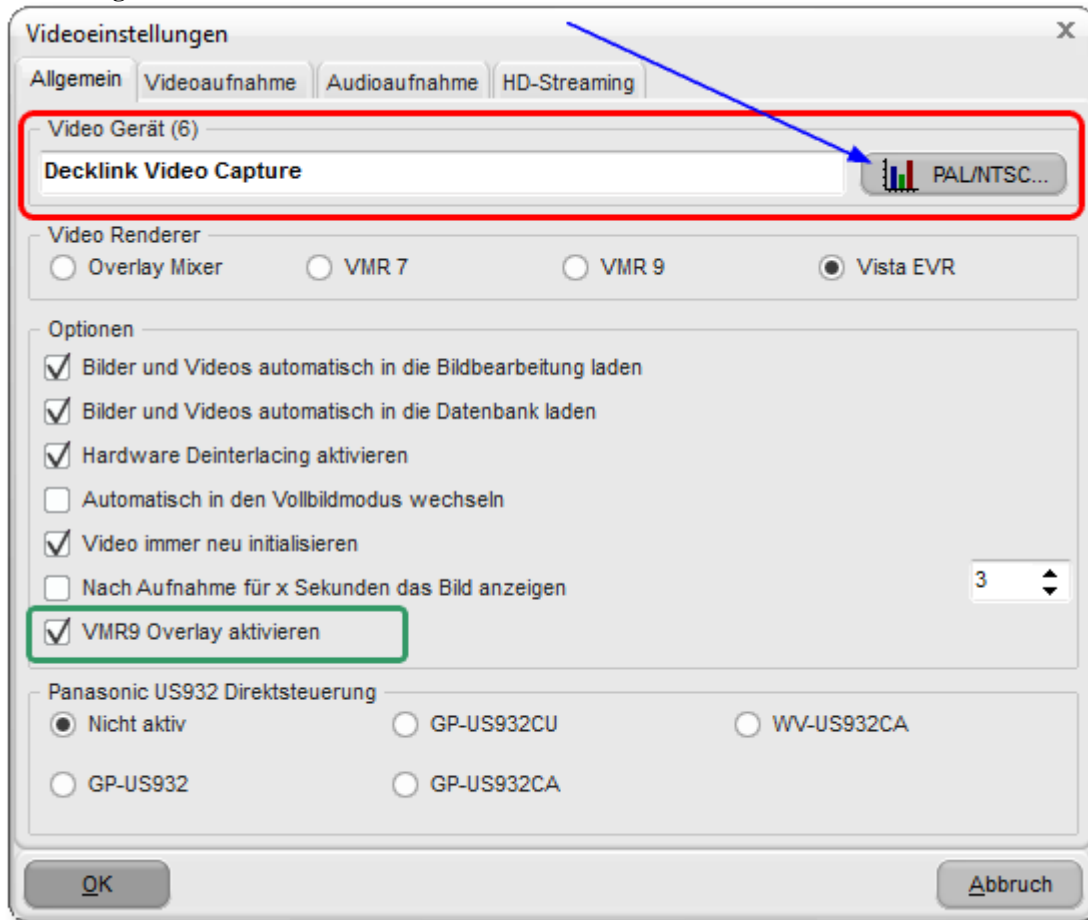 Videoeinstellungen
x
Allgemein Videoaufnahme Audioaufnahme HD-Streaming
Video Gerät (6)
Decklink Video Capture PAL/NTSC...
Video Renderer
Overlay Mixer VMR 7 VMR 9 Vista EVR
Optionen
Bilder und Videos automatisch in die Bildbearbeitung laden
Bilder und Videos automatisch in die Datenbank laden
Hardware Deinterlacing aktivieren
Automatisch in den Vollbildmodus wechseln
Video immer neu initialisieren
Nach Aufnahme für x Sekunden das Bild anzeigen 3
VMR9 Overlay aktivieren
Panasonic US932 Direktsteuerung
Nicht aktiv GP-US932CU WV-US932CA
GP-US932 GP-US932CA
OK Abbruch